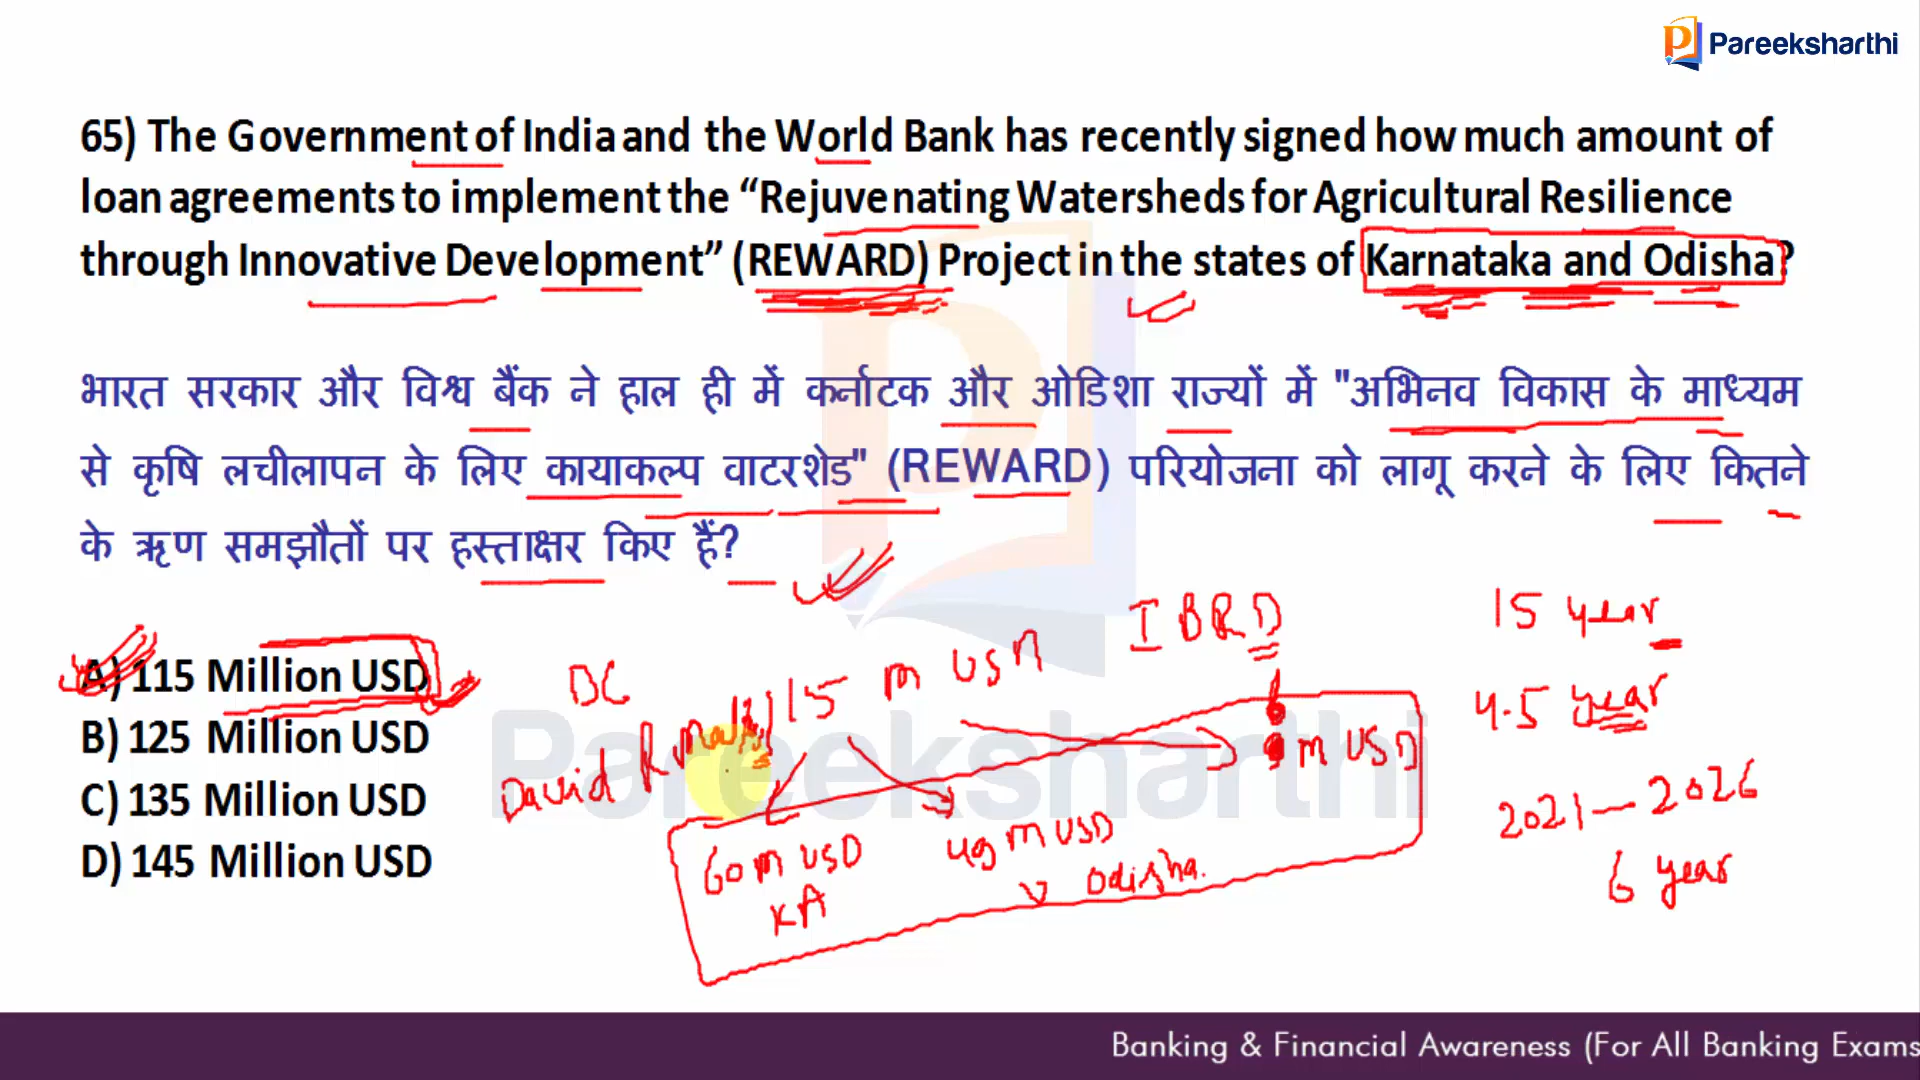 Pareeksharthi
65) The Government of India and the World Bank has recently signed how much amount of
loan agreements to implement the “Rejuvenating Watersheds for Agricultural Resilience
through Innovative Development” (REWARD) Project in the states of Karnataka and Odisha?
भारत सरकार और विश्व बैंक ने हाल ही में कर्नाटक और ओडिशा राज्यों में "अभिनव विकास के माध्यम
से कृषि लचीलापन के लिए कायाकल्प वाटरशेड" (REWARD) परियोजना को लागू करने के लिए कितने
के ऋण समझौतों पर हस्ताक्षर किए हैं?
A) 115 Million USD
B) 125 Million USD
C) 135 Million USD
D) 145 Million USD
IBRD
15 year
DC
115 m USD
4.5 year
David R
m USD
2021 – 2026
6 year
60 m USD
KA
49 m USD
Odisha.
Pareeksharthi
Banking & Financial Awareness (For All Banking Exams